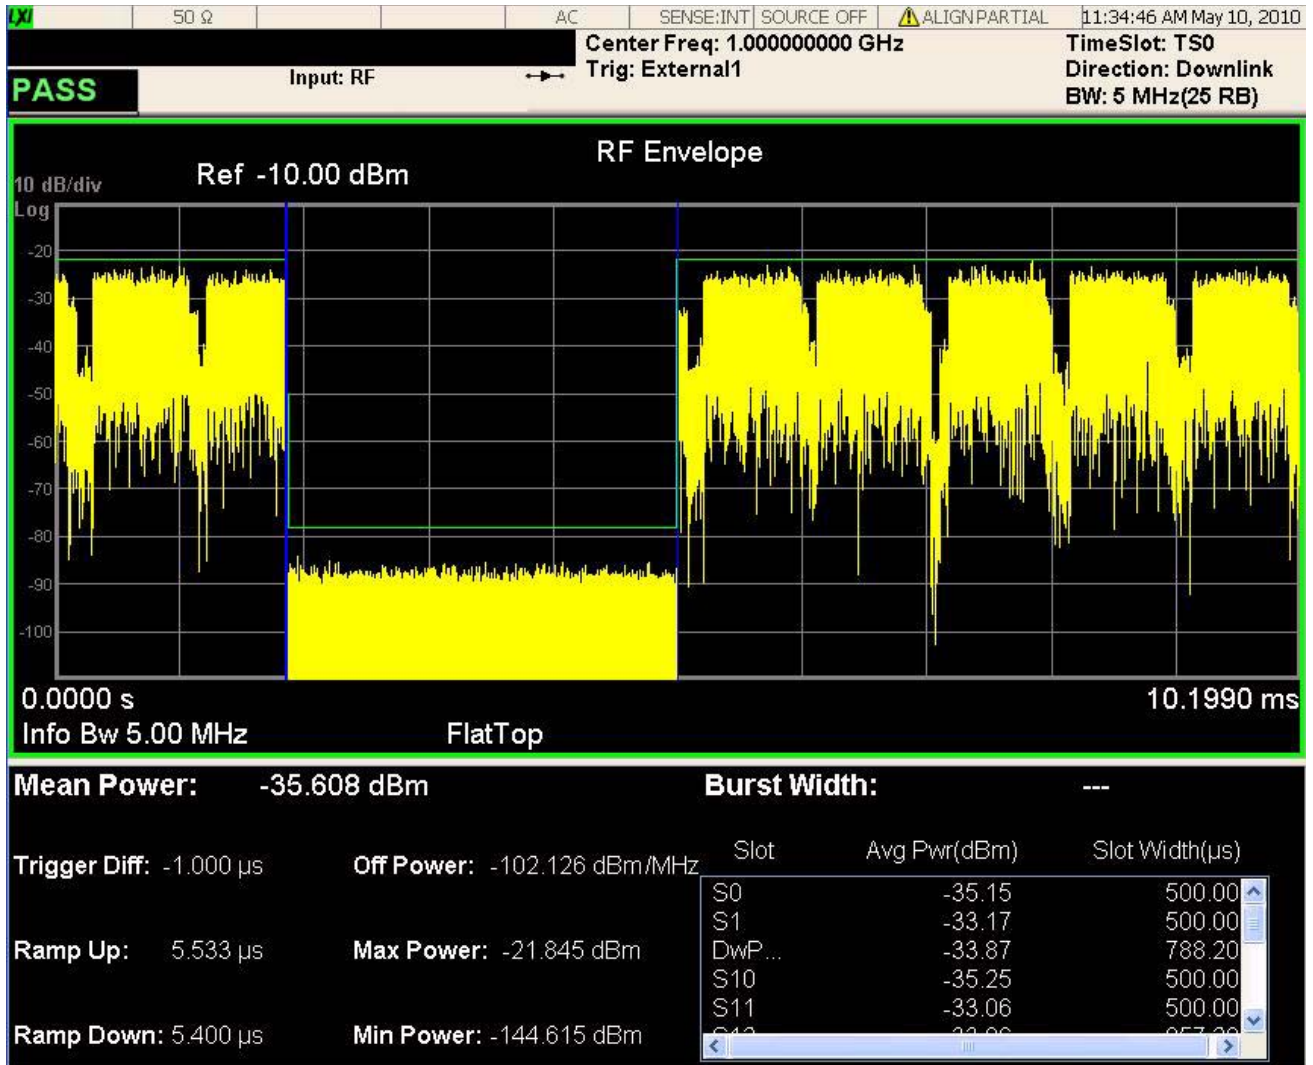 LXI 50 Ω AC SENSE:INT SOURCE OFF ALIGN PARTIAL 11:34:46 AM May 10, 2010
Center Freq: 1.000000000 GHz TimeSlot: TS0
Input: RF Trig: External1 Direction: Downlink
PASS BW: 5 MHz(25 RB)
RF Envelope
10 dB/div Ref -10.00 dBm
Log
-20
-30
-40
-50
-60
-70
-80
-90
-100
0.0000 s 10.1990 ms
Info Bw 5.00 MHz FlatTop
Mean Power: -35.608 dBm Burst Width: ---
Slot Avg Pwr(dBm) Slot Width(µs)
Trigger Diff: -1.000 µs Off Power: -102.126 dBm/MHz
S0 -35.15 500.00
S1 -33.17 500.00
Ramp Up: 5.533 µs Max Power: -21.845 dBm
DwP... -33.87 788.20
S10 -35.25 500.00
S11 -33.06 500.00
Ramp Down: 5.400 µs Min Power: -144.615 dBm